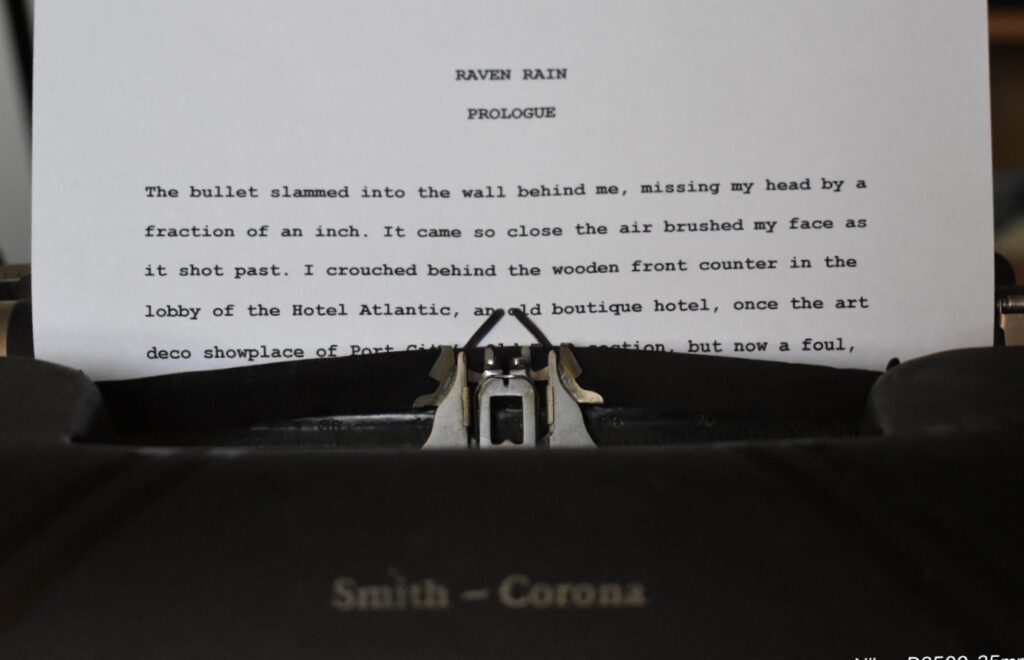 RAVEN RAIN
PROLOGUE
The bullet slammed into the wall behind me, missing my head by a
fraction of an inch. It came so close the air brushed my face as
it shot past. I crouched behind the wooden front counter in the
lobby of the Hotel Atlantic, an old boutique hotel, once the art
deco showplace of Port City's section, but now a foul,
Smith - Corona